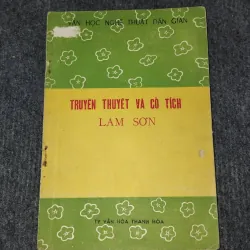 VĂN HỌC NGHỆ THUẬT DÂN GIAN
TRUYỀN THUYẾT VÀ CỔ TÍCH
LAM SƠN
TY VĂN HÓA THANH HÓA